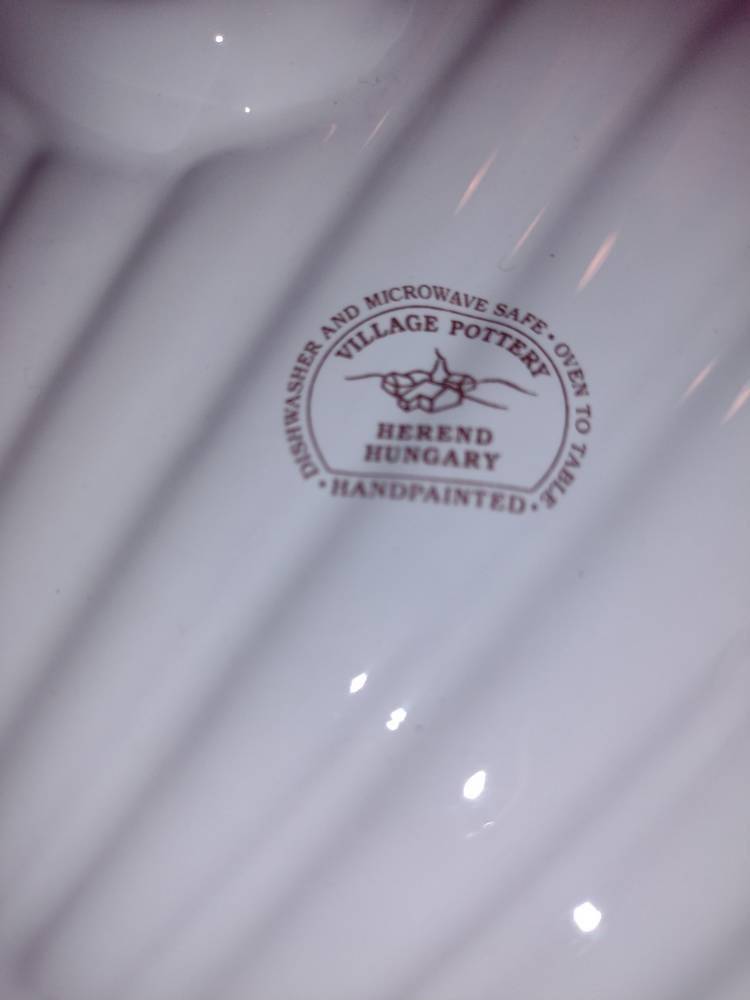 DISHWASHER AND MICROWAVE SAFE • OVEN TO TABLE
VILLAGE POTTERY
HEREND
HUNGARY
• HANDPAINTED •